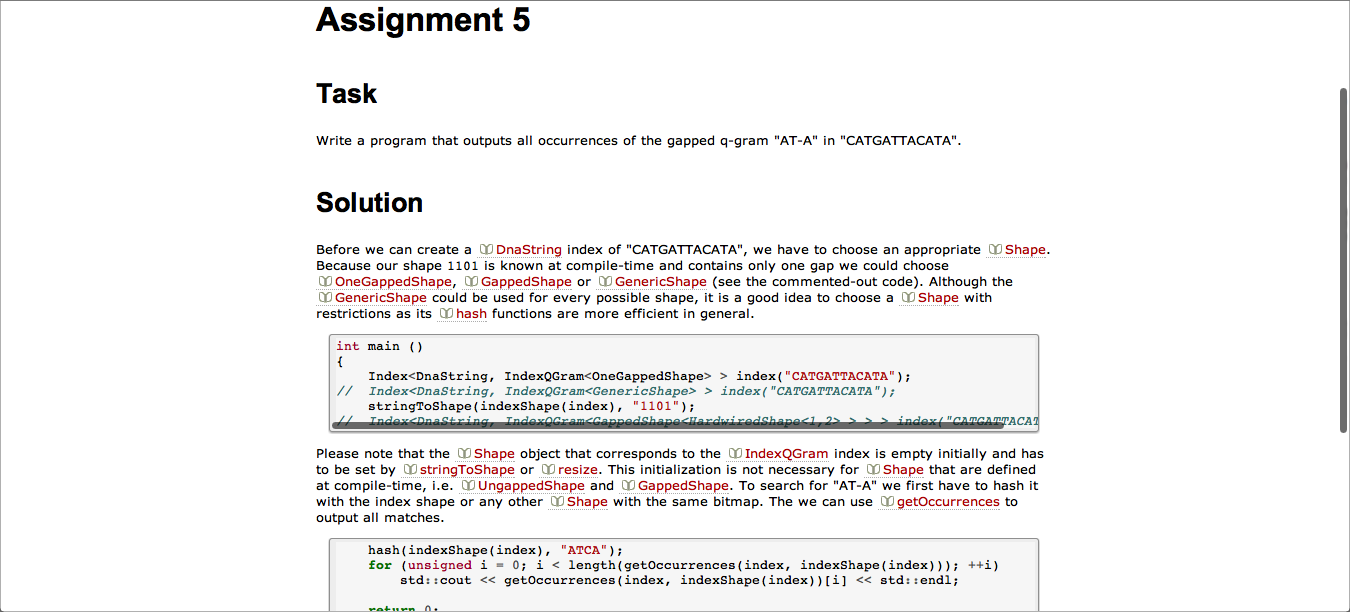 Assignment 5
Task
Write a program that outputs all occurrences of the gapped q-gram "AT-A" in "CATGATTACATA".
Solution
Before we can create a DnaString index of "CATGATTACATA", we have to choose an appropriate Shape.
Because our shape 1101 is known at compile-time and contains only one gap we could choose
OneGappedShape, GappedShape or GenericShape (see the commented-out code). Although the
GenericShape could be used for every possible shape, it is a good idea to choose a Shape with
restrictions as its hash functions are more efficient in general.
int main ()
{
    Index<DnaString, IndexQGram<OneGappedShape> > index("CATGATTACATA");
//  Index<DnaString, IndexQGram<GenericShape> > index("CATGATTACATA");
    stringToShape(indexShape(index), "1101");
//  Index<DnaString, IndexQGram<GappedShape<HardwiredShape<1,2> > > > index("CATGATTACAT
Please note that the Shape object that corresponds to the IndexQGram index is empty initially and has
to be set by stringToShape or resize. This initialization is not necessary for Shape that are defined
at compile-time, i.e. UngappedShape and GappedShape. To search for "AT-A" we first have to hash it
with the index shape or any other Shape with the same bitmap. The we can use getOccurrences to
output all matches.
    hash(indexShape(index), "ATCA");
    for (unsigned i = 0; i < length(getOccurrences(index, indexShape(index))); ++i)
        std::cout << getOccurrences(index, indexShape(index))[i] << std::endl;
    return 0;